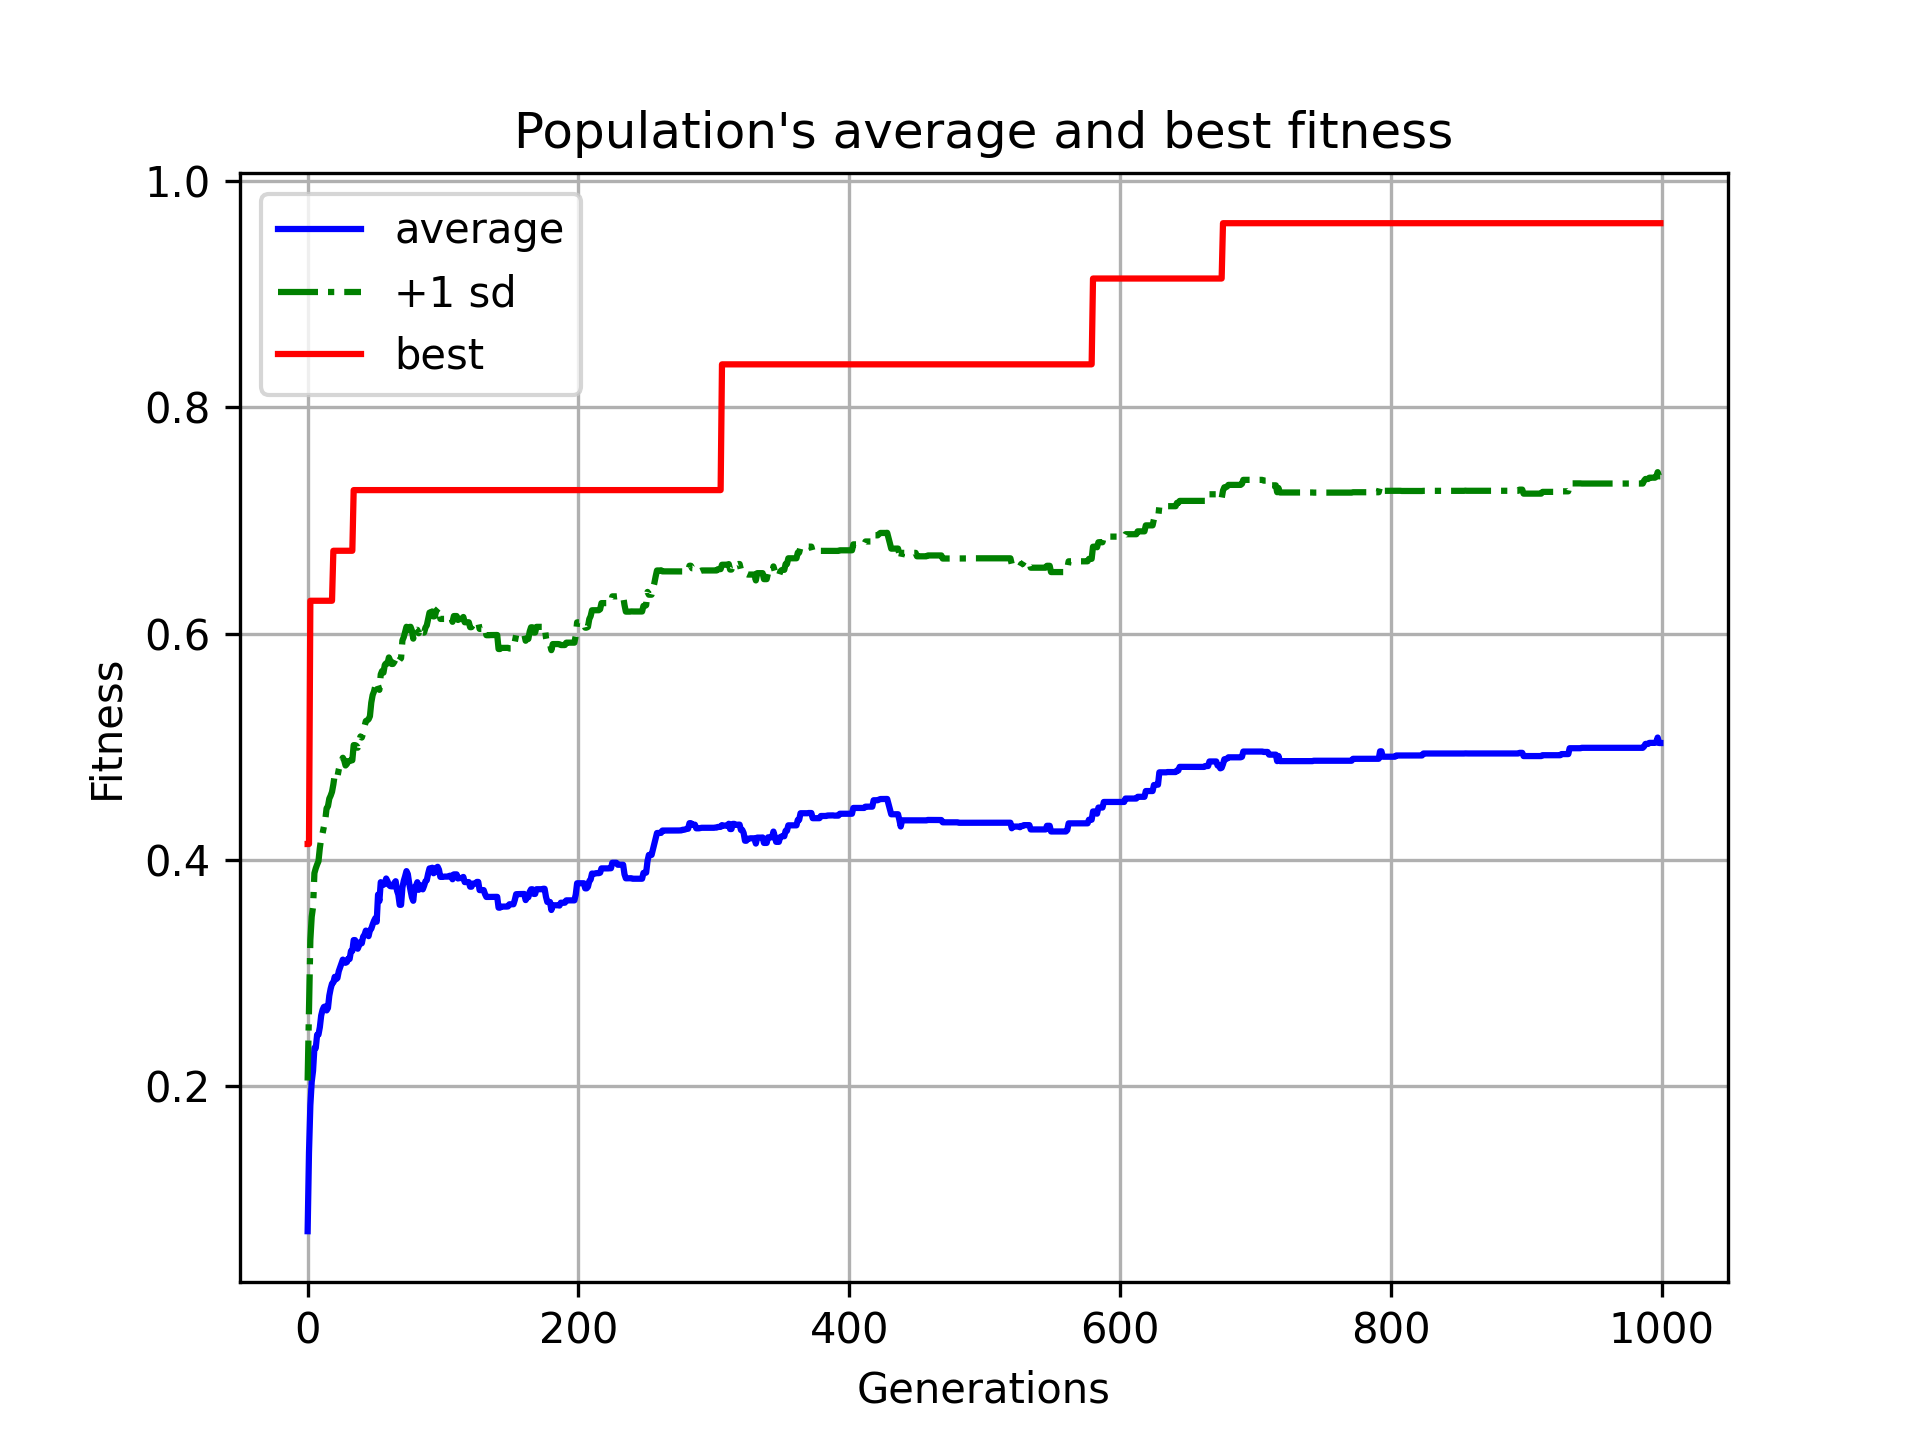 Population's average and best fitness
1.0
0.8
0.6
0.4
0.2
Fitness
average
+1 sd
best
0 200 400 600 800 1000
Generations